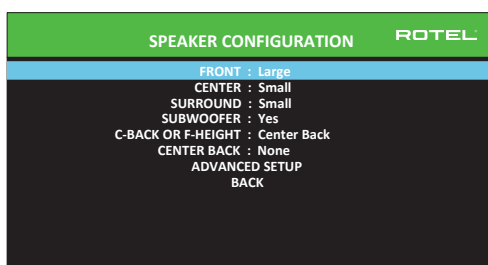 SPEAKER CONFIGURATION ROTEL
FRONT : Large
CENTER : Small
SURROUND : Small
SUBWOOFER : Yes
C-BACK OR F-HEIGHT : Center Back
CENTER BACK : None
ADVANCED SETUP
BACK